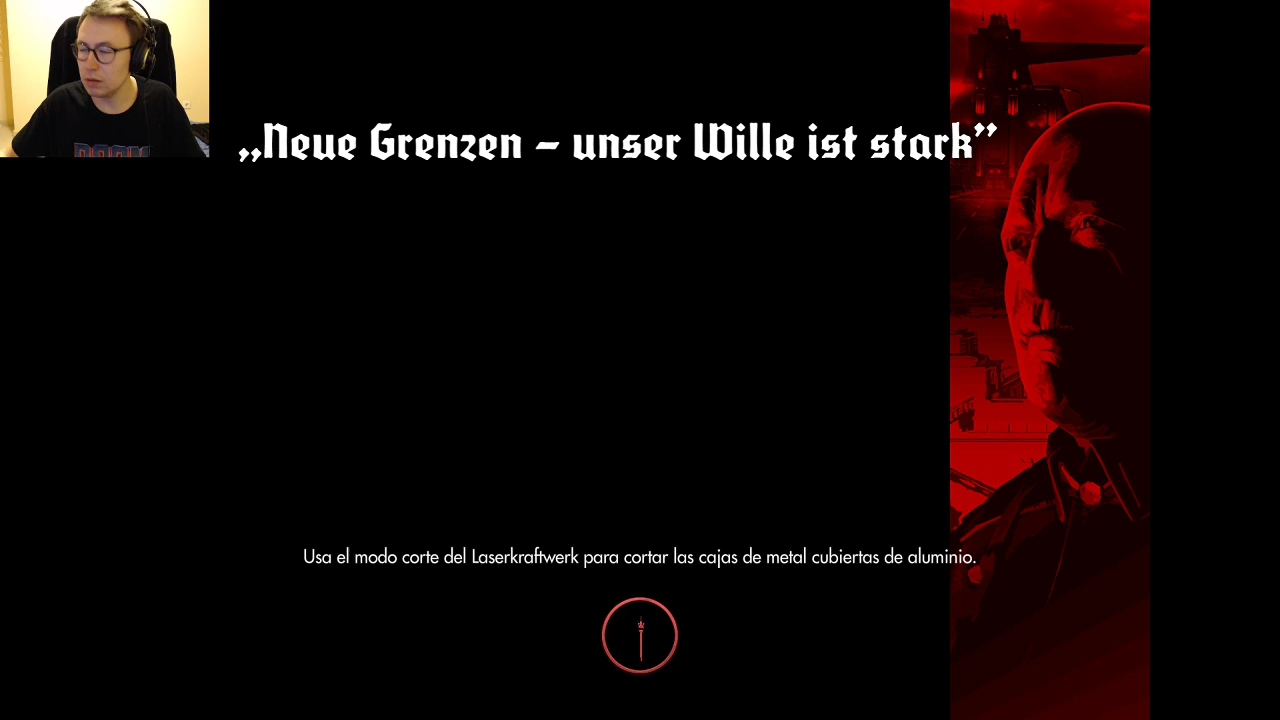 „Neue Grenzen – unser Wille ist stark”
DOOM
Usa el modo corte del Laserkraftwerk para cortar las cajas de metal cubiertas de aluminio.